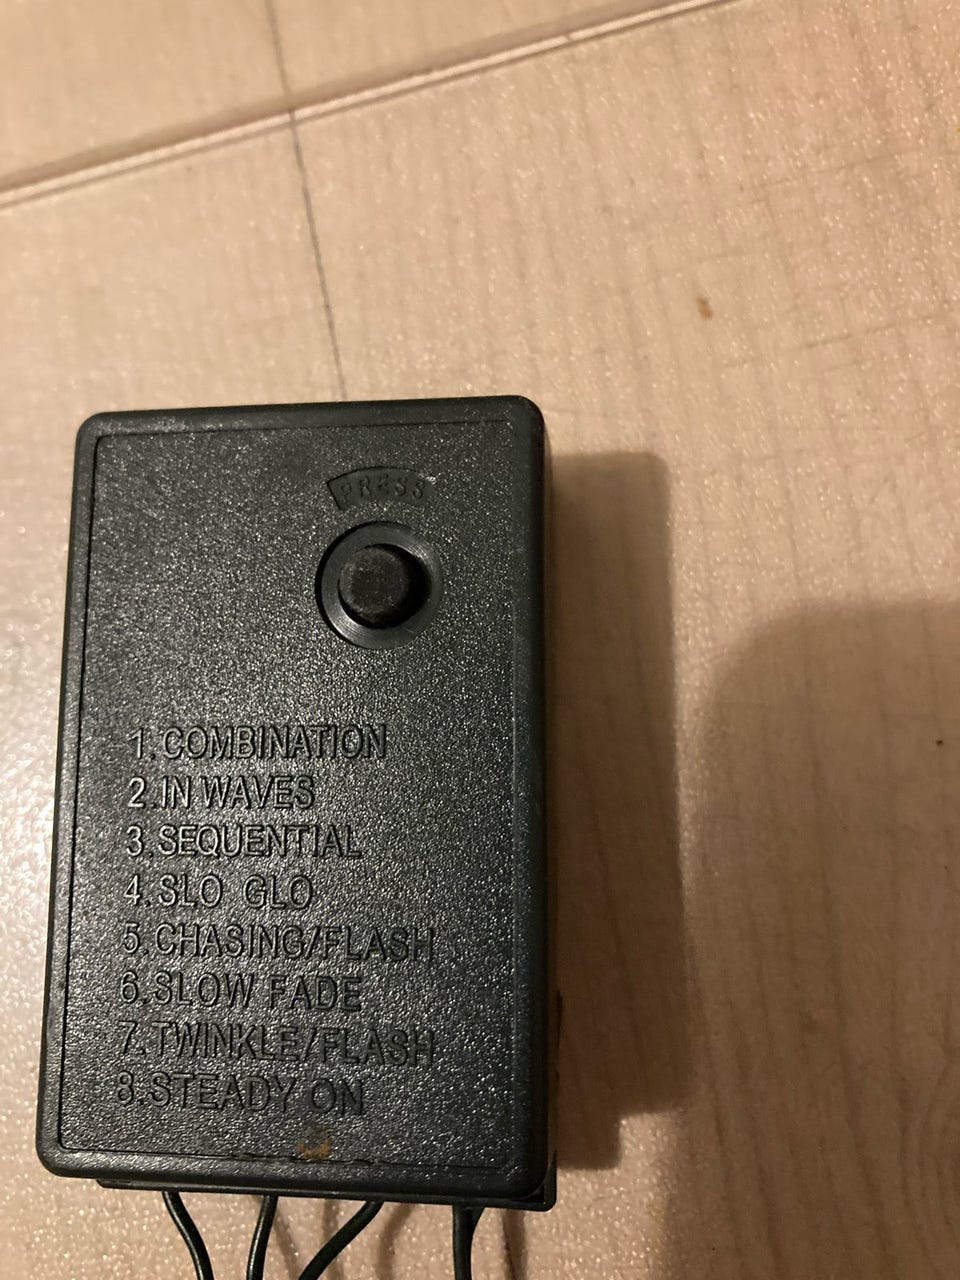 PRESS
1.COMBINATION
2.IN WAVES
3.SEQUENTIAL
4.SLO GLO
5.CHASING/FLASH
6.SLOW FADE
7.TWINKLE/FLASH
8.STEADY ON